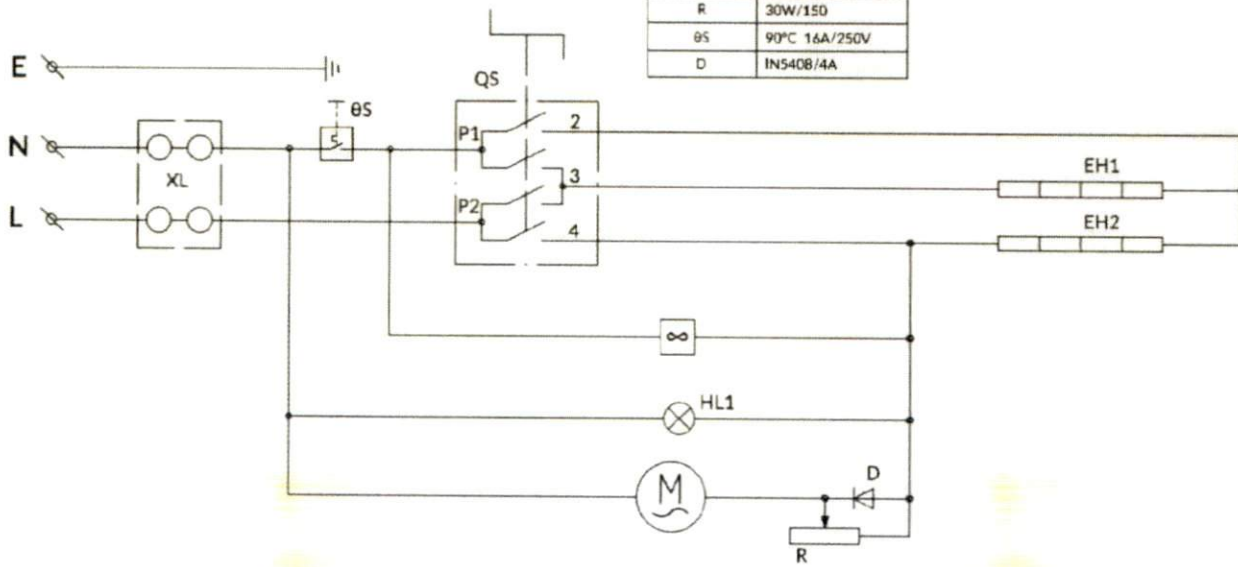 R 30W/150
θS 90°C 16A/250V
D IN5408/4A
E
QS
θS
N
P1
2
XL
3
EH1
L
P2
4
EH2
∞
HL1
M
D
R